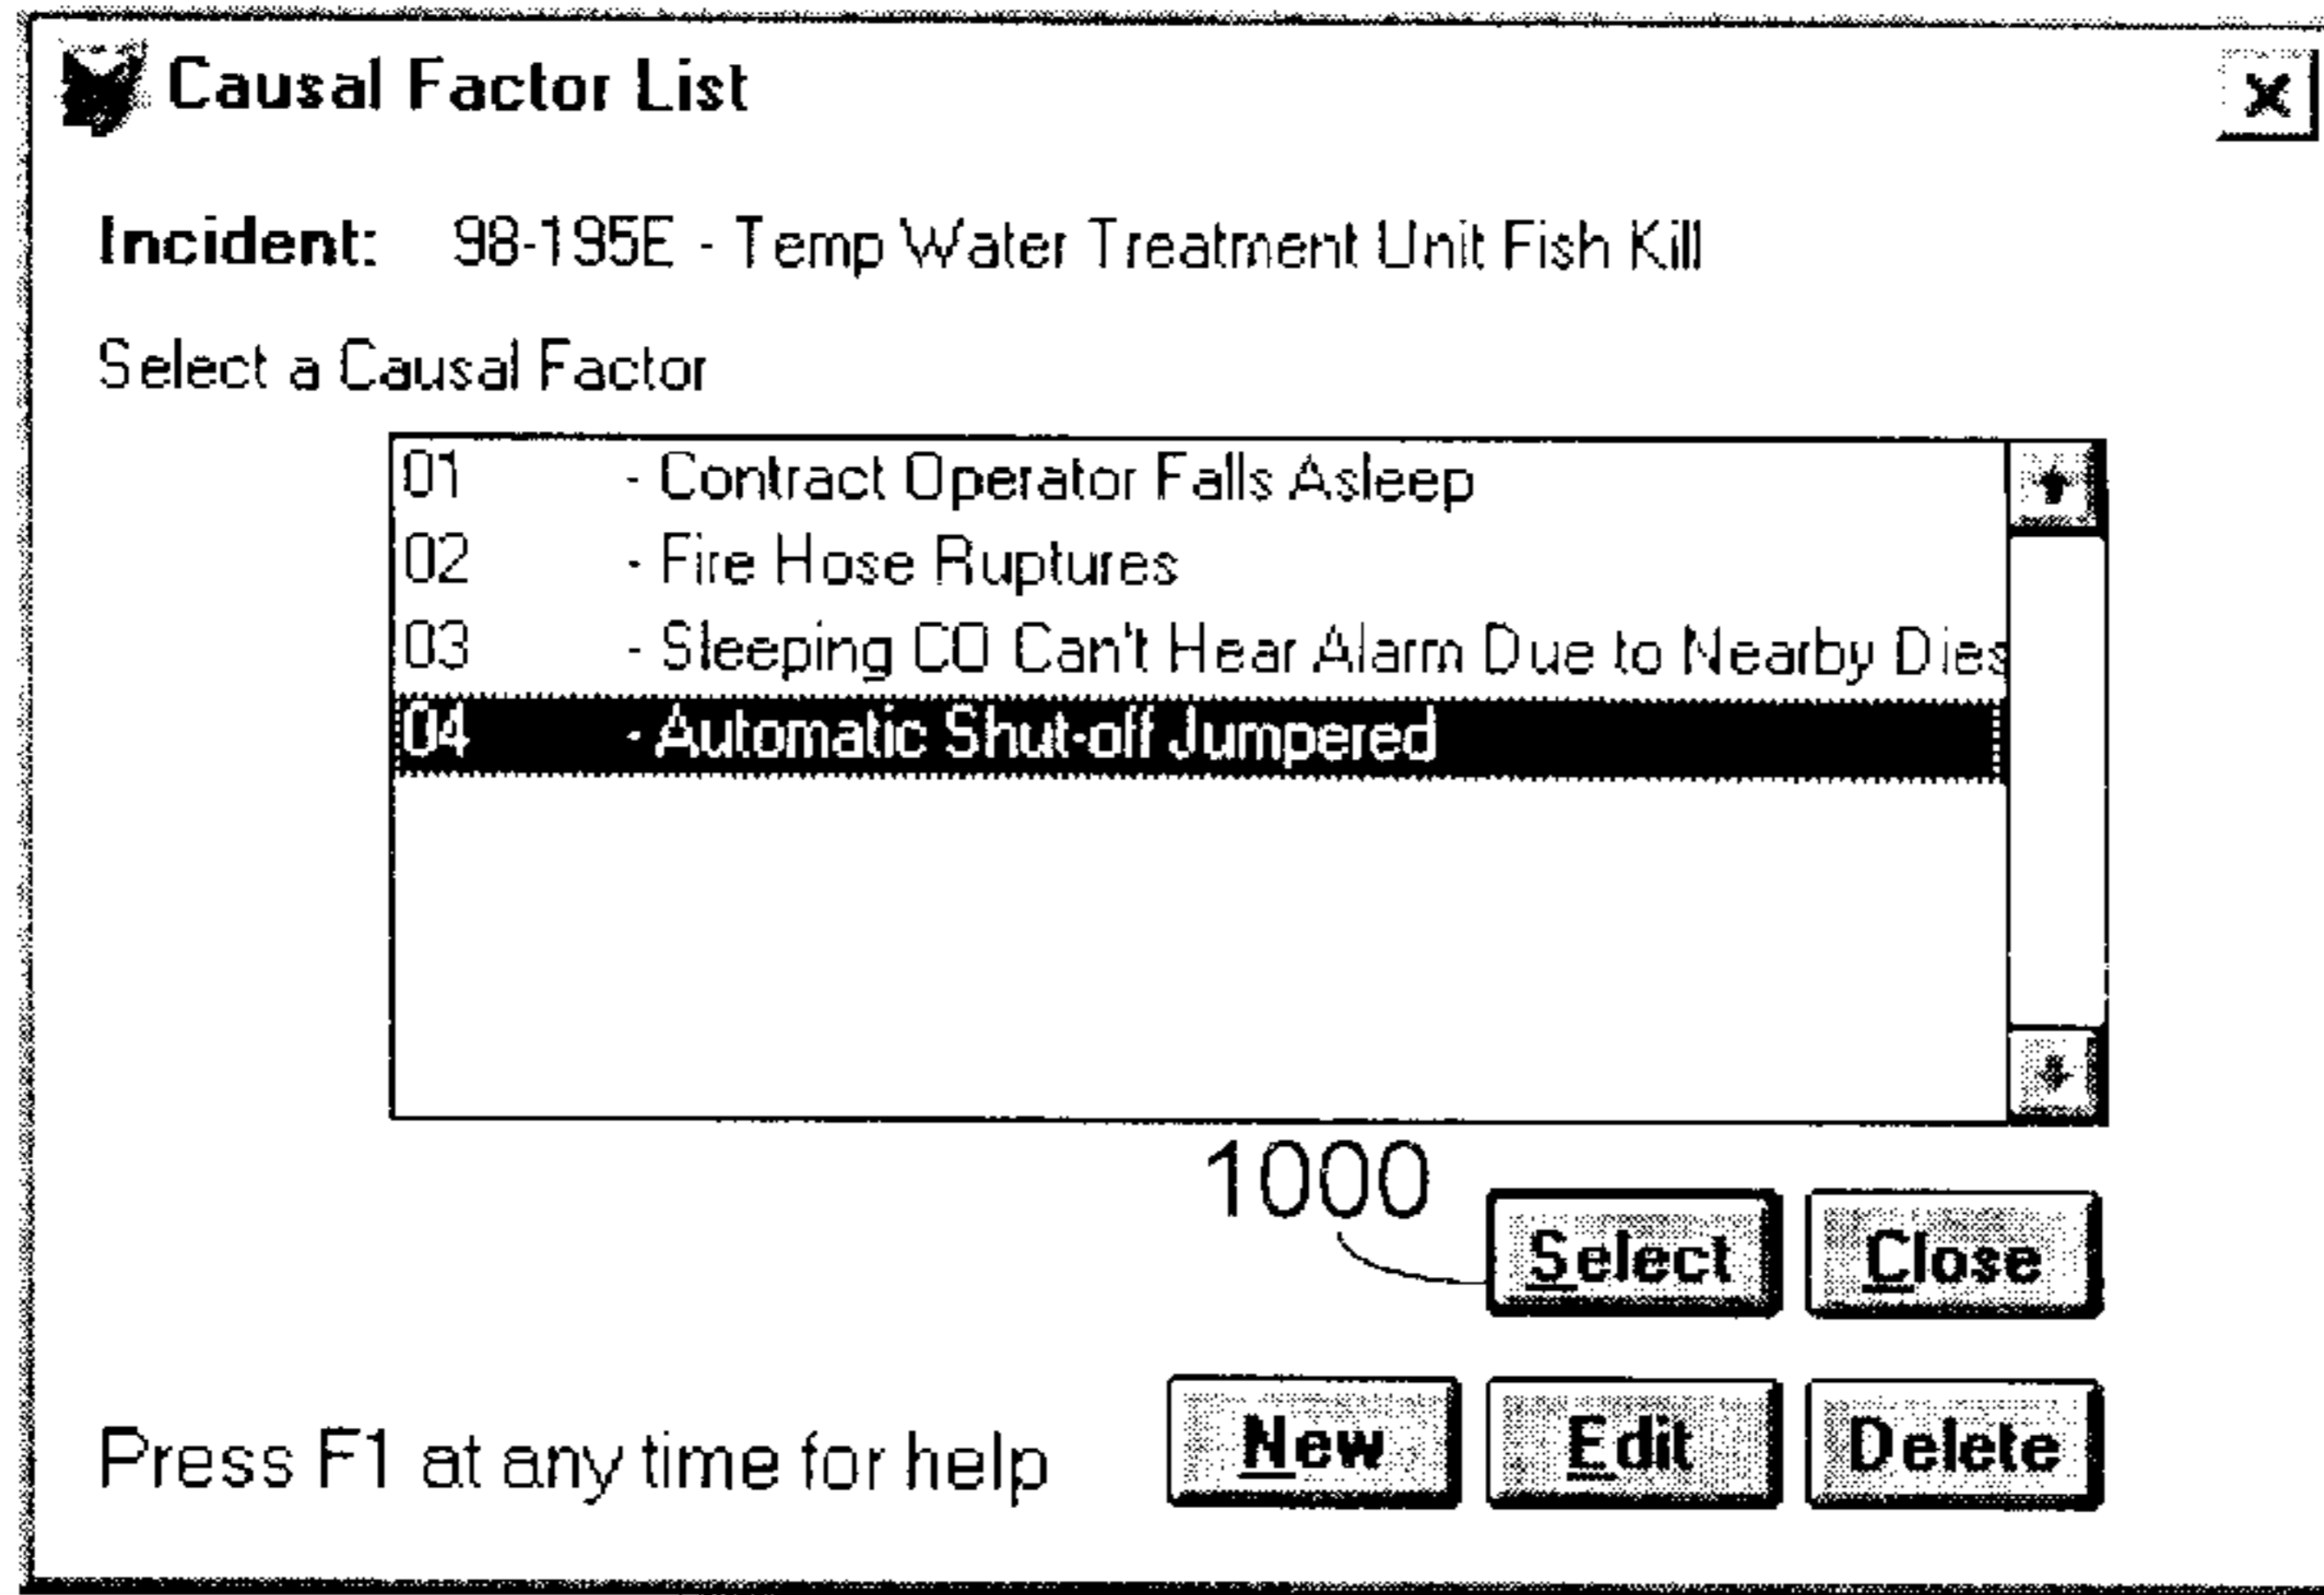 Causal Factor List
Incident: 98-195E - Temp Water Treatment Unit Fish Kill
Select a Causal Factor
01 - Contract Operator Falls Asleep
02 - Fire Hose Ruptures
03 - Sleeping CO Can't Hear Alarm Due to Nearby Dies
04 - Automatic Shut-off Jumpered
1000
Select Close
Press F1 at any time for help New Edit Delete